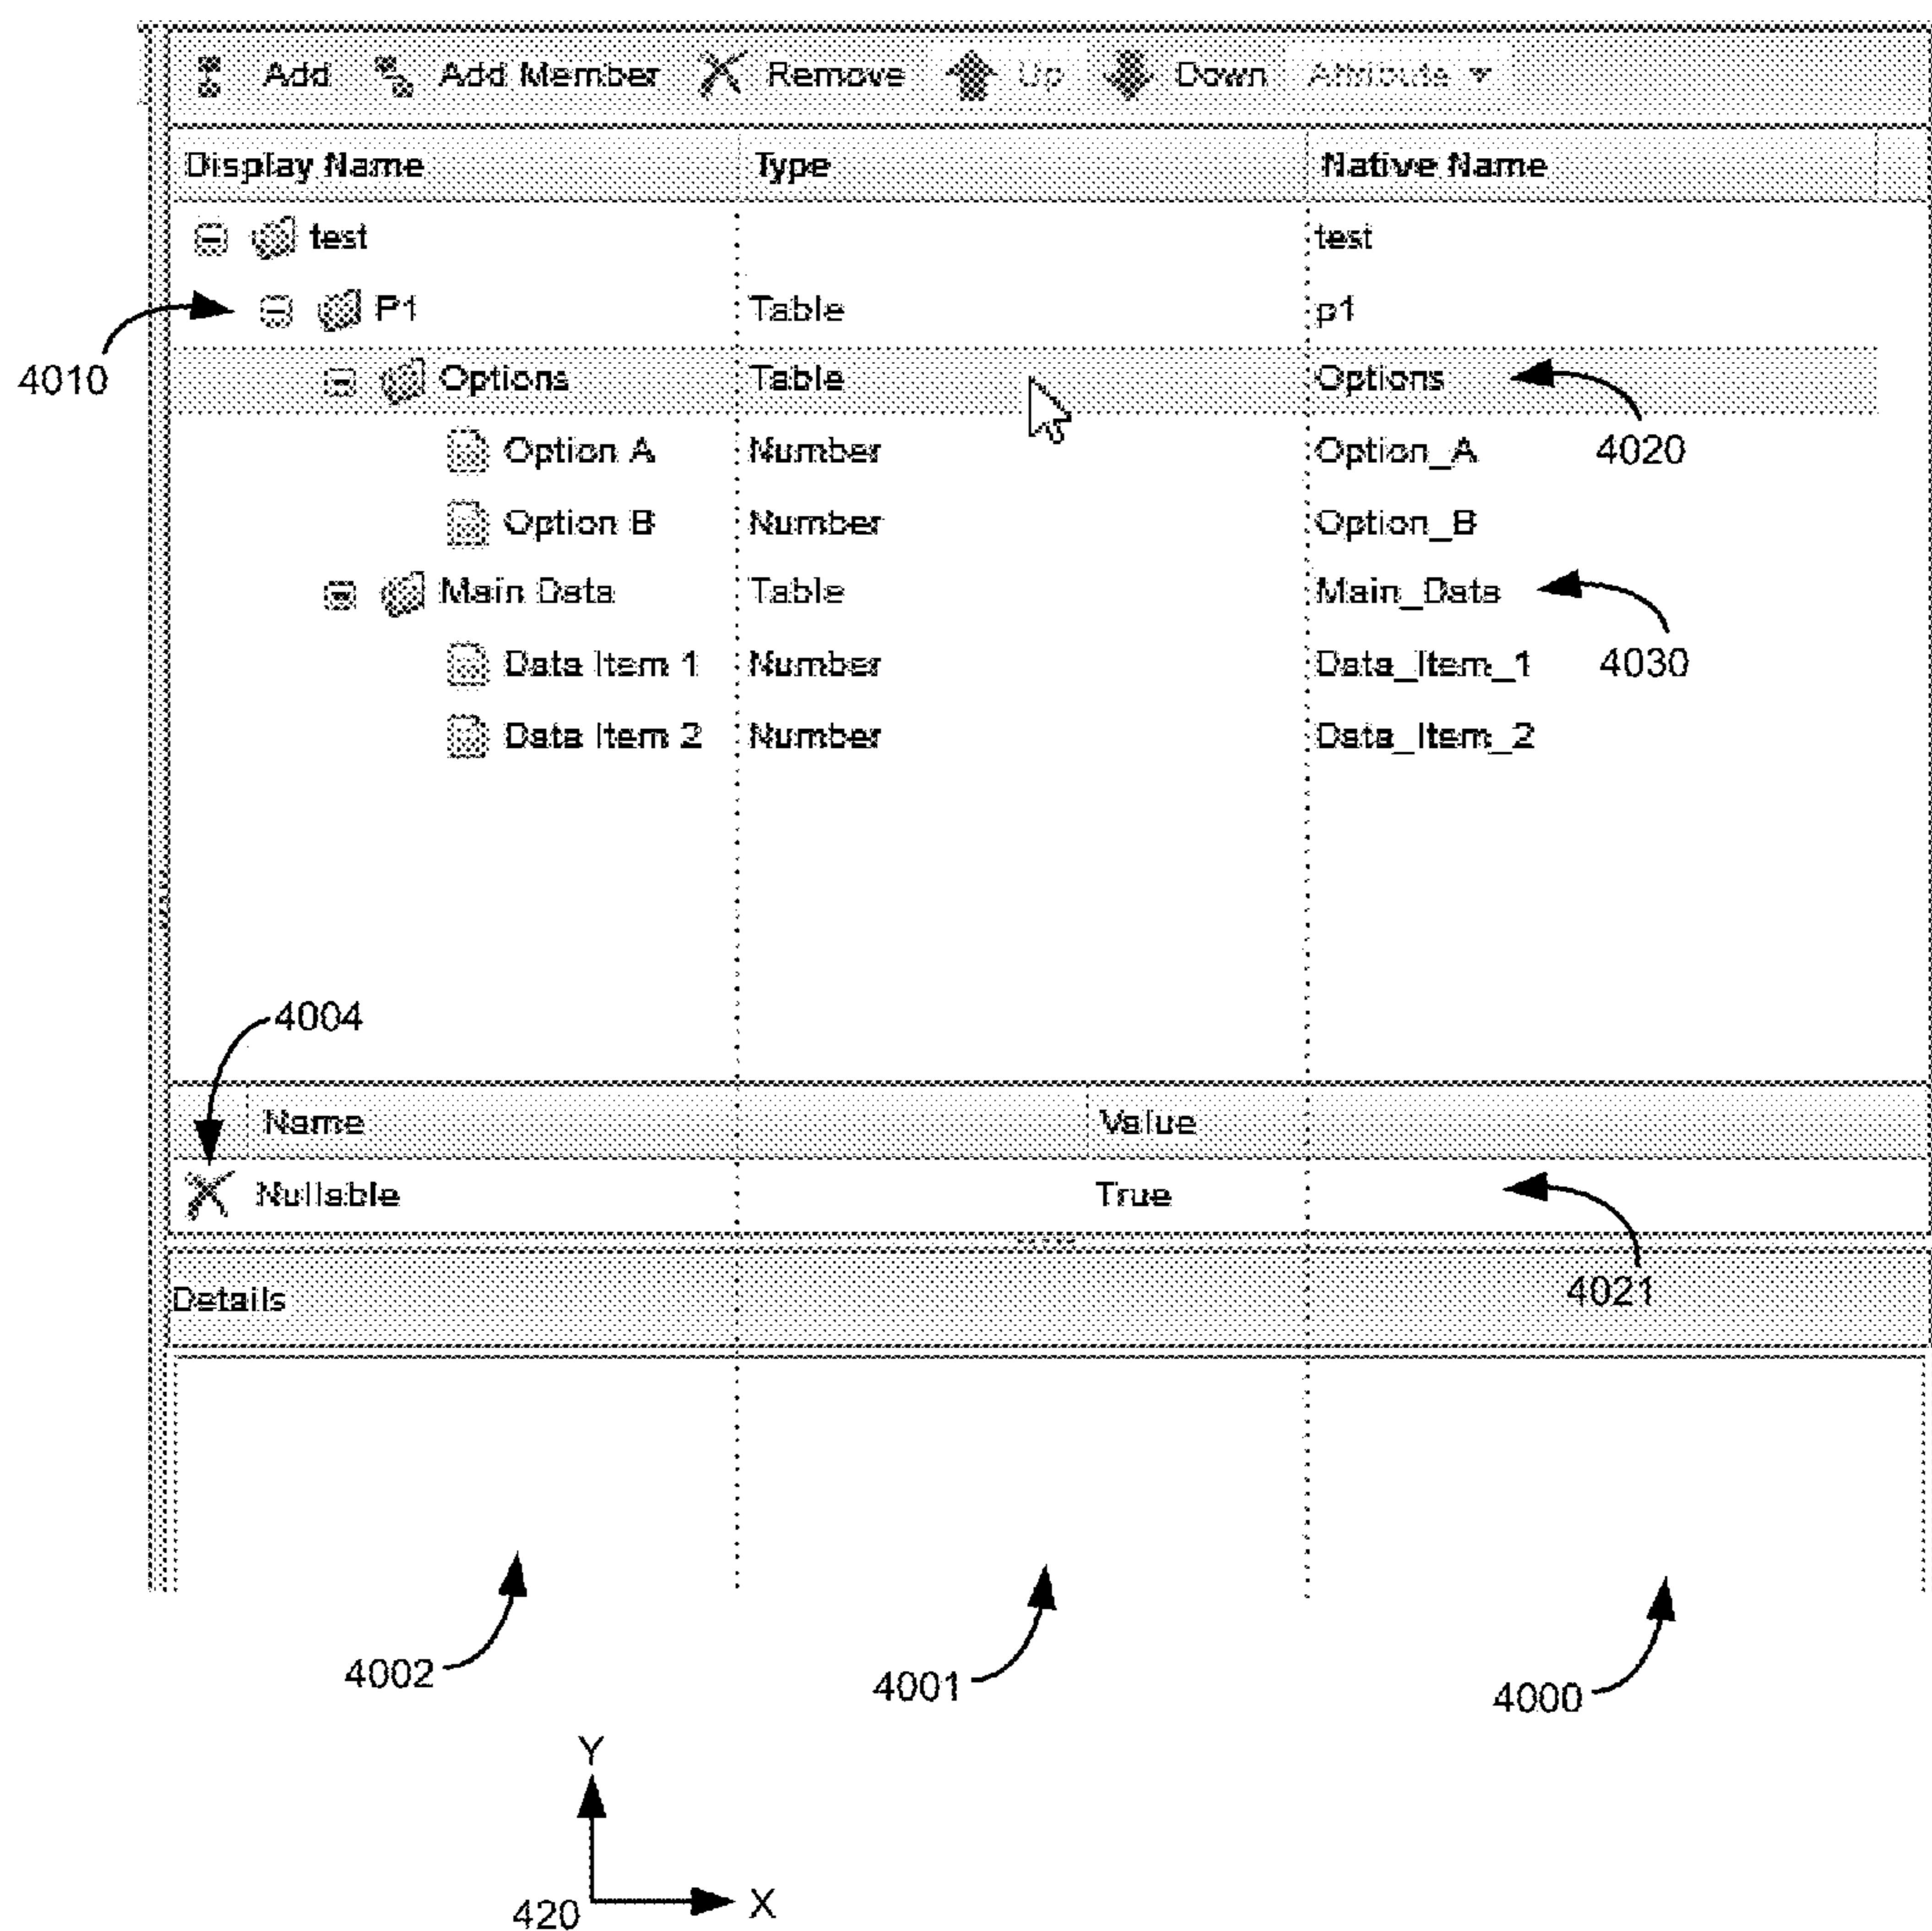 Add Add Member Remove Up Down Attribute
Display Name Type Native Name
test test
P1 Table p1
4010
Options Table Options
4020
Option A Number Option_A
Option B Number Option_B
Main Data Table Main_Data
4030
Data Item 1 Number Data_Item_1
Data Item 2 Number Data_Item_2
4004
Name Value
Nullable True
4021
Details
4002 4001 4000
Y
X
420